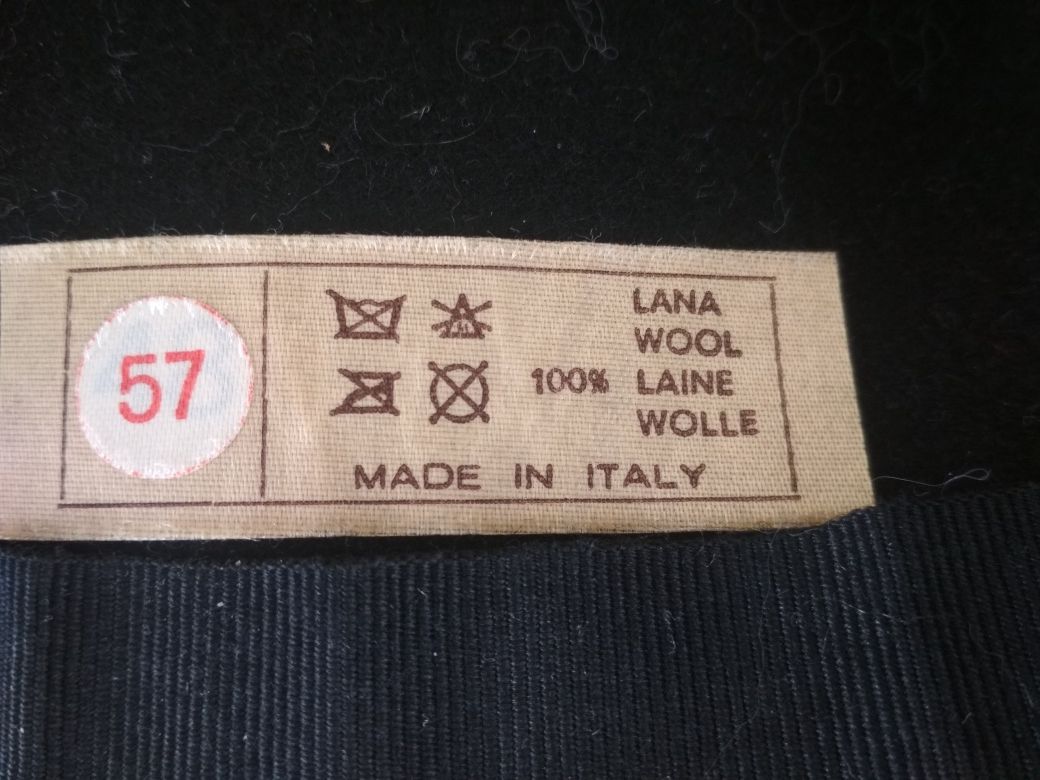 57
LANA
WOOL
100% LAINE
WOLLE
MADE IN ITALY